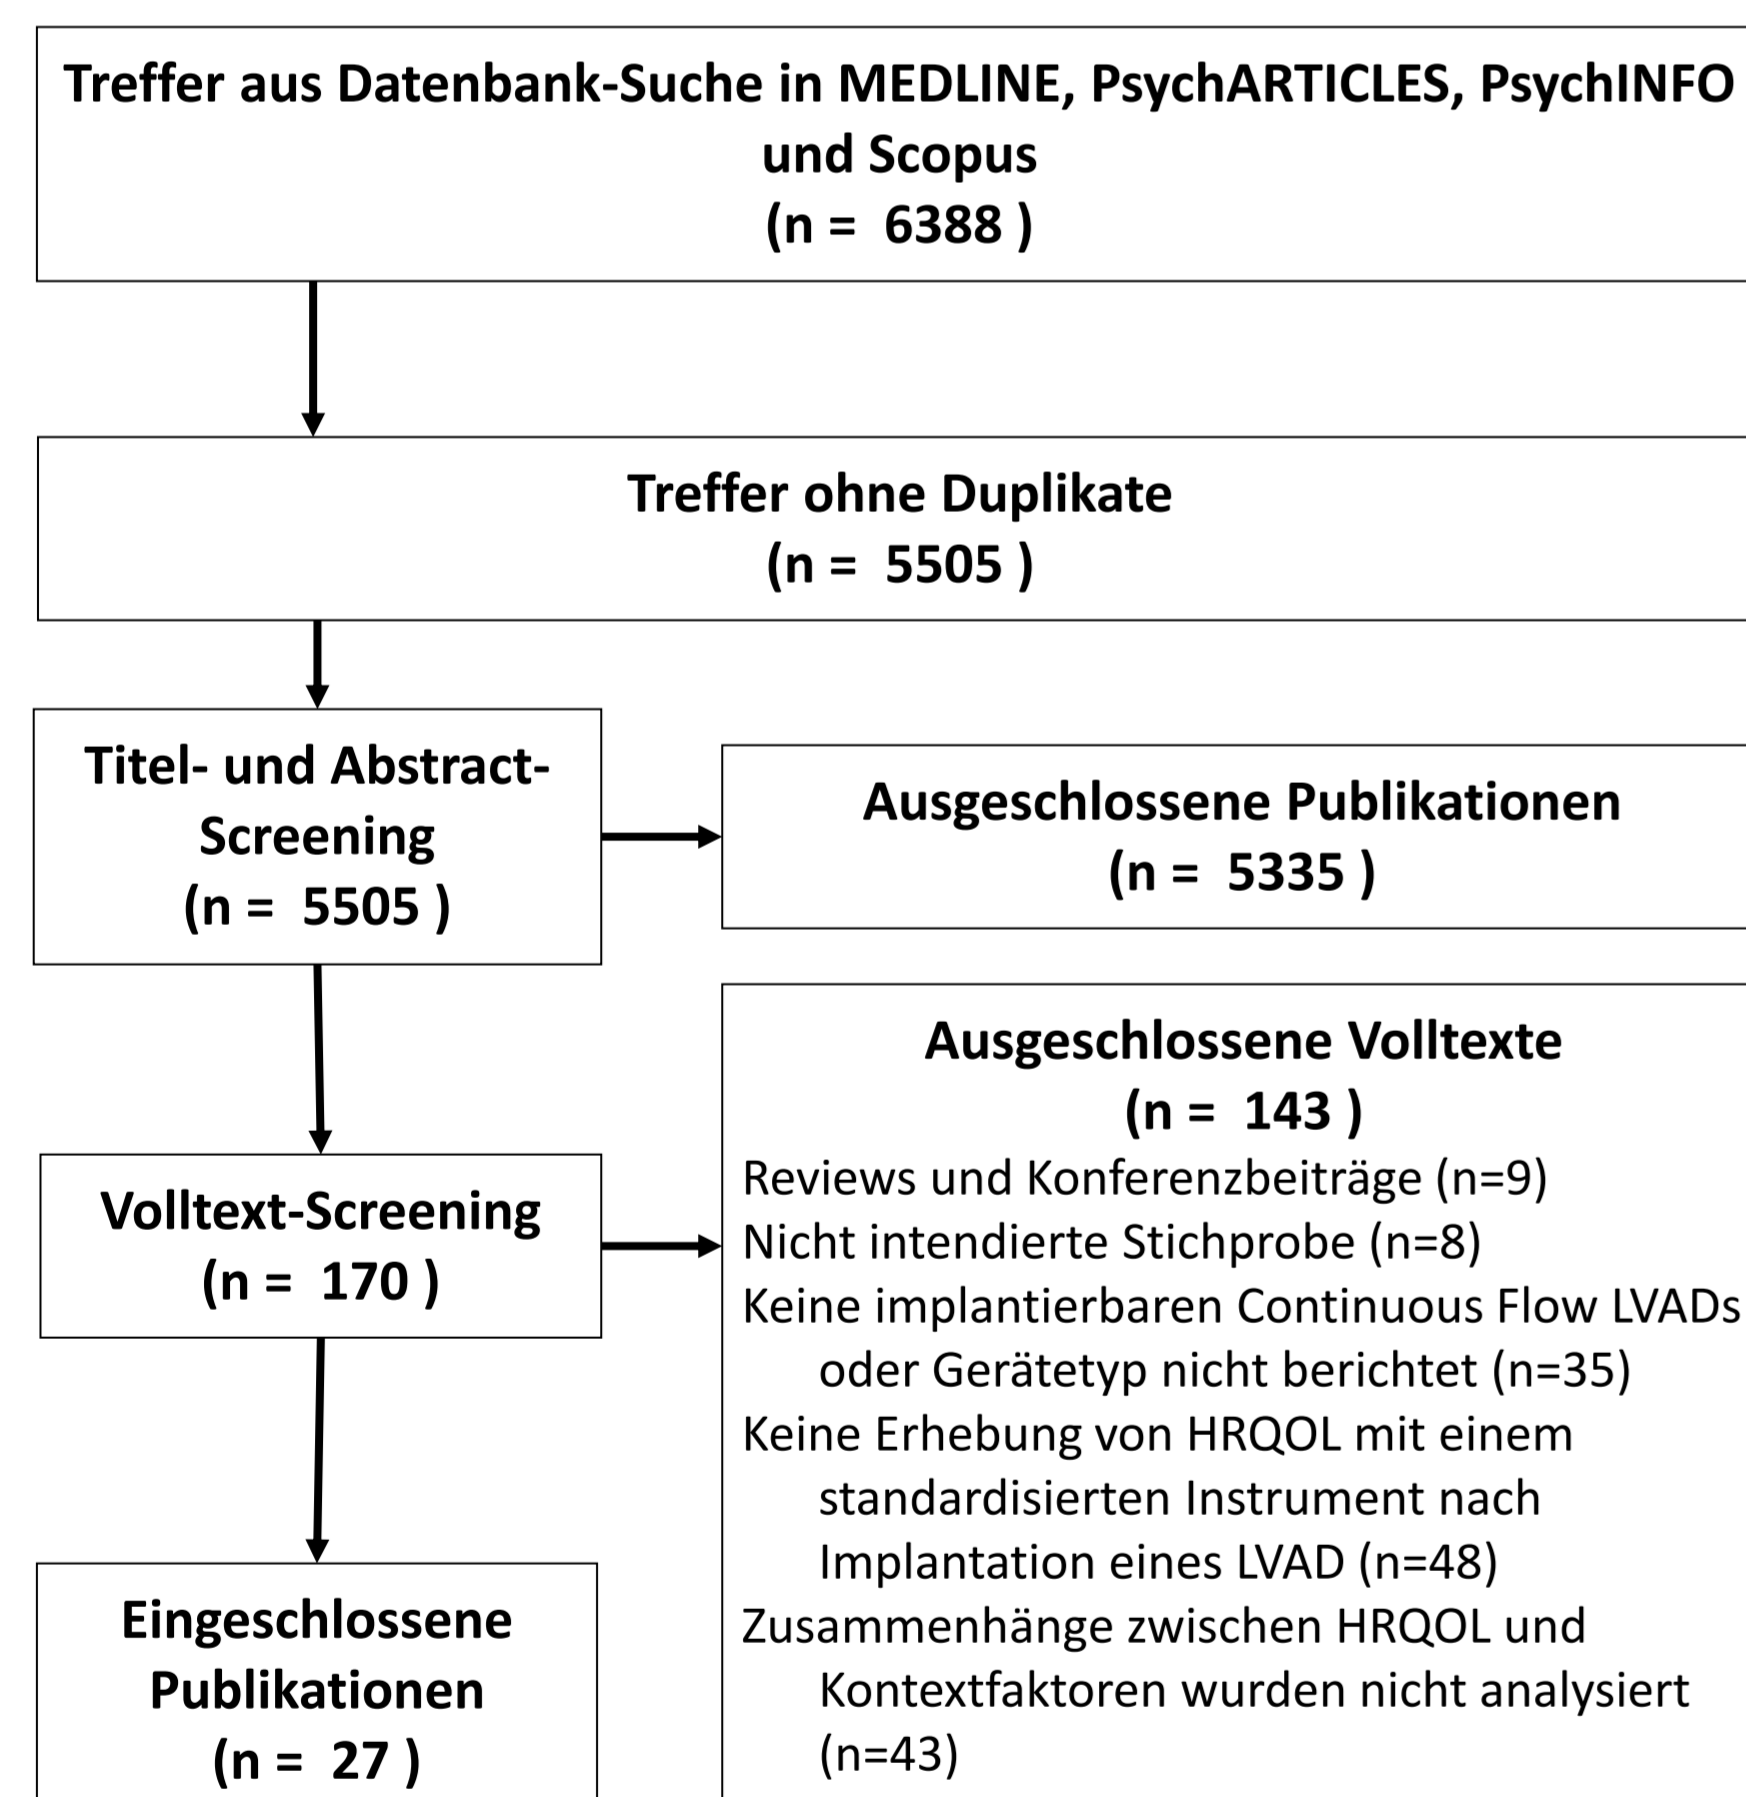 Treffer aus Datenbank-Suche in MEDLINE, PsychARTICLES, PsychINFO
und Scopus
(n = 6388 )
Treffer ohne Duplikate
(n = 5505 )
Titel- und Abstract-
Screening
(n = 5505 )
Ausgeschlossene Publikationen
(n = 5335 )
Volltext-Screening
(n = 170 )
Ausgeschlossene Volltexte
(n = 143 )
Reviews und Konferenzbeiträge (n=9)
Nicht intendierte Stichprobe (n=8)
Keine implantierbaren Continuous Flow LVADs
oder Gerätetyp nicht berichtet (n=35)
Keine Erhebung von HRQOL mit einem
standardisierten Instrument nach
Implantation eines LVAD (n=48)
Zusammenhänge zwischen HRQOL und
Kontextfaktoren wurden nicht analysiert
(n=43)
Eingeschlossene
Publikationen
(n = 27 )